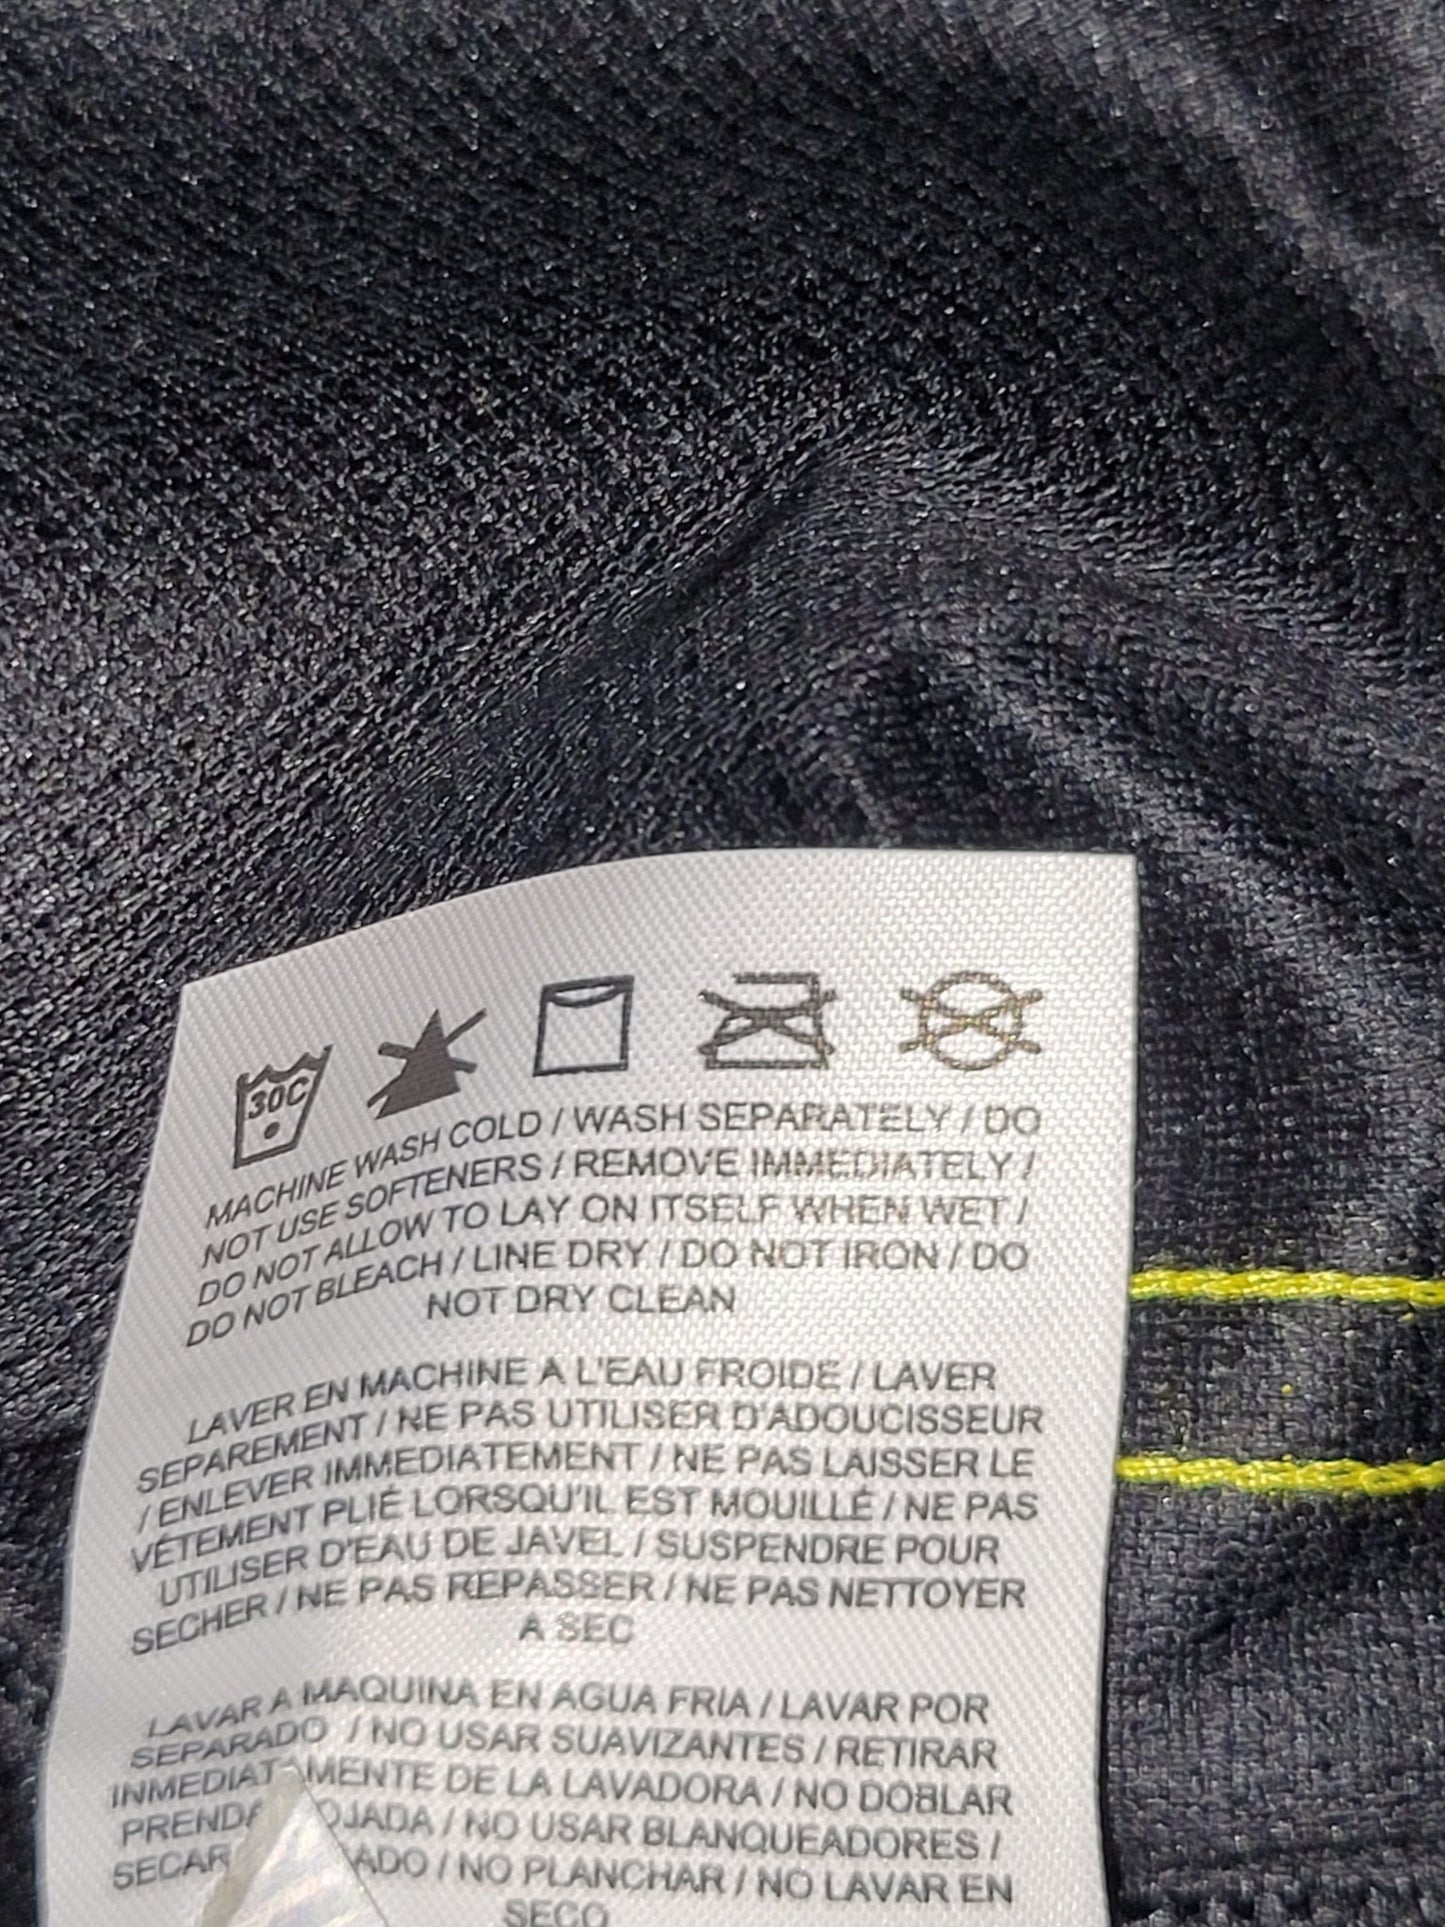 30C
MACHINE WASH COLD / WASH SEPARATELY / DO
NOT USE SOFTENERS / REMOVE IMMEDIATELY /
DO NOT ALLOW TO LAY ON ITSELF WHEN WET /
DO NOT BLEACH / LINE DRY / DO NOT IRON / DO
NOT DRY CLEAN
LAVER EN MACHINE A L'EAU FROIDE / LAVER
SEPAREMENT / NE PAS UTILISER D'ADOUCISSEUR
/ ENLEVER IMMEDIATEMENT / NE PAS LAISSER LE
VÉTEMENT PLIÉ LORSQU'IL EST MOUILLÉ / NE PAS
UTILISER D'EAU DE JAVEL / SUSPENDRE POUR
SECHER / NE PAS REPASSER / NE PAS NETTOYER
A SEC
LAVAR A MAQUINA EN AGUA FRIA / LAVAR POR
SEPARADO / NO USAR SUAVIZANTES / RETIRAR
INMEDIATAMENTE DE LA LAVADORA / NO DOBLAR
PRENDA OJADA / NO USAR BLANQUEADORES /
SECAR ADO / NO PLANCHAR / NO LAVAR EN
SECO